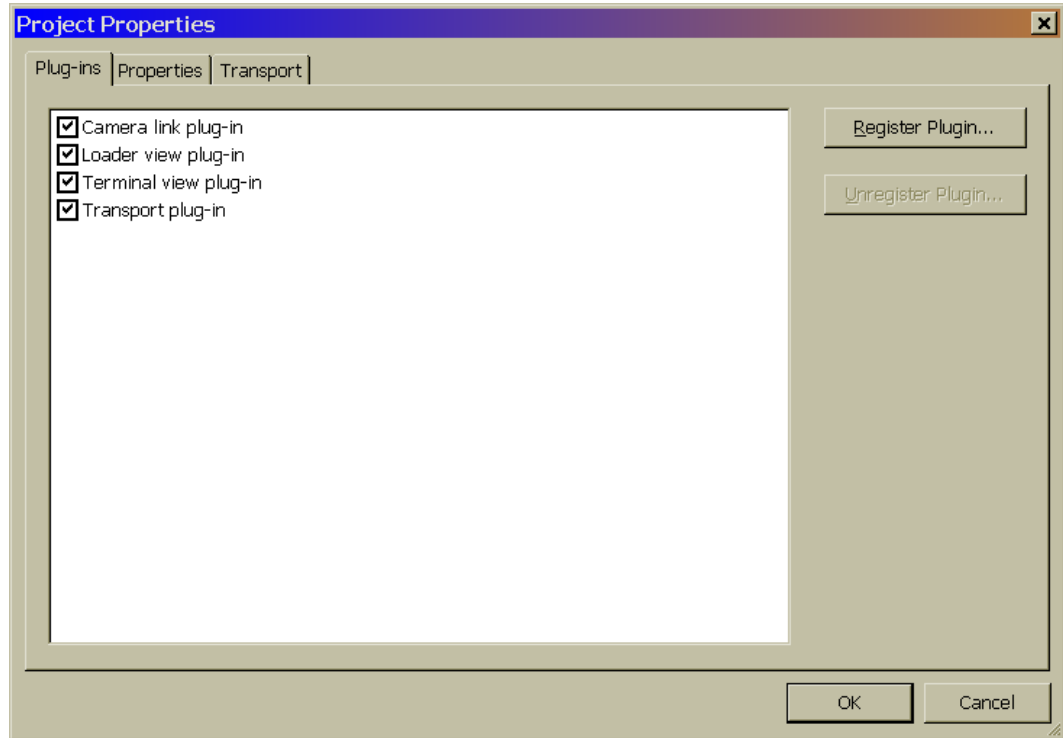 Project Properties
Plug-ins Properties Transport
Camera link plug-in
Loader view plug-in
Terminal view plug-in
Transport plug-in
Register Plugin...
Unregister Plugin...
OK Cancel